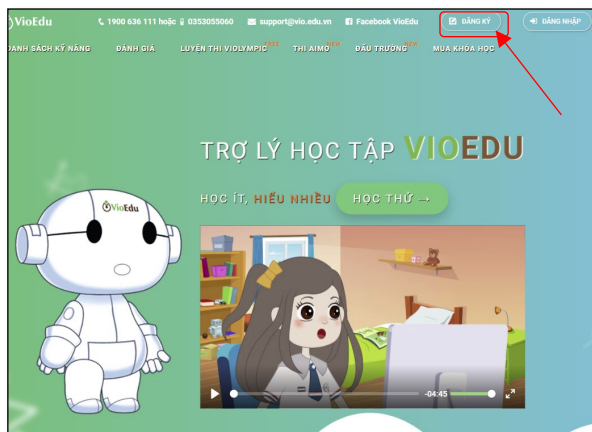 VioEdu 1900 636 111 hoặc 0353055060 support@vio.edu.vn Facebook VioEdu ĐĂNG KÝ ĐĂNG NHẬP
DANH SÁCH KỸ NĂNG ĐÁNH GIÁ LUYỆN THI VIOLYMPIC FREE THI AIMO NEW ĐẤU TRƯỜNG NEW MUA KHÓA HỌC
TRỢ LÝ HỌC TẬP VIOEDU
HỌC ÍT, HIỂU NHIỀU HỌC THỬ →
VioEdu
-04:45